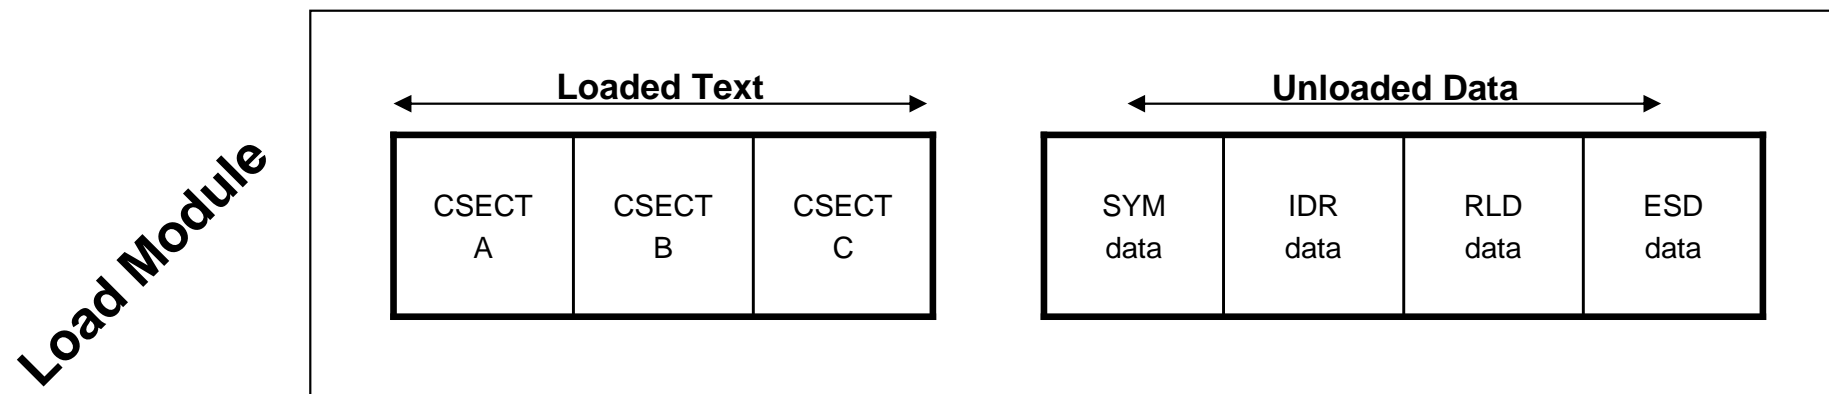 Load Module
Loaded Text
Unloaded Data
CSECT
A
CSECT
B
CSECT
C
SYM
data
IDR
data
RLD
data
ESD
data